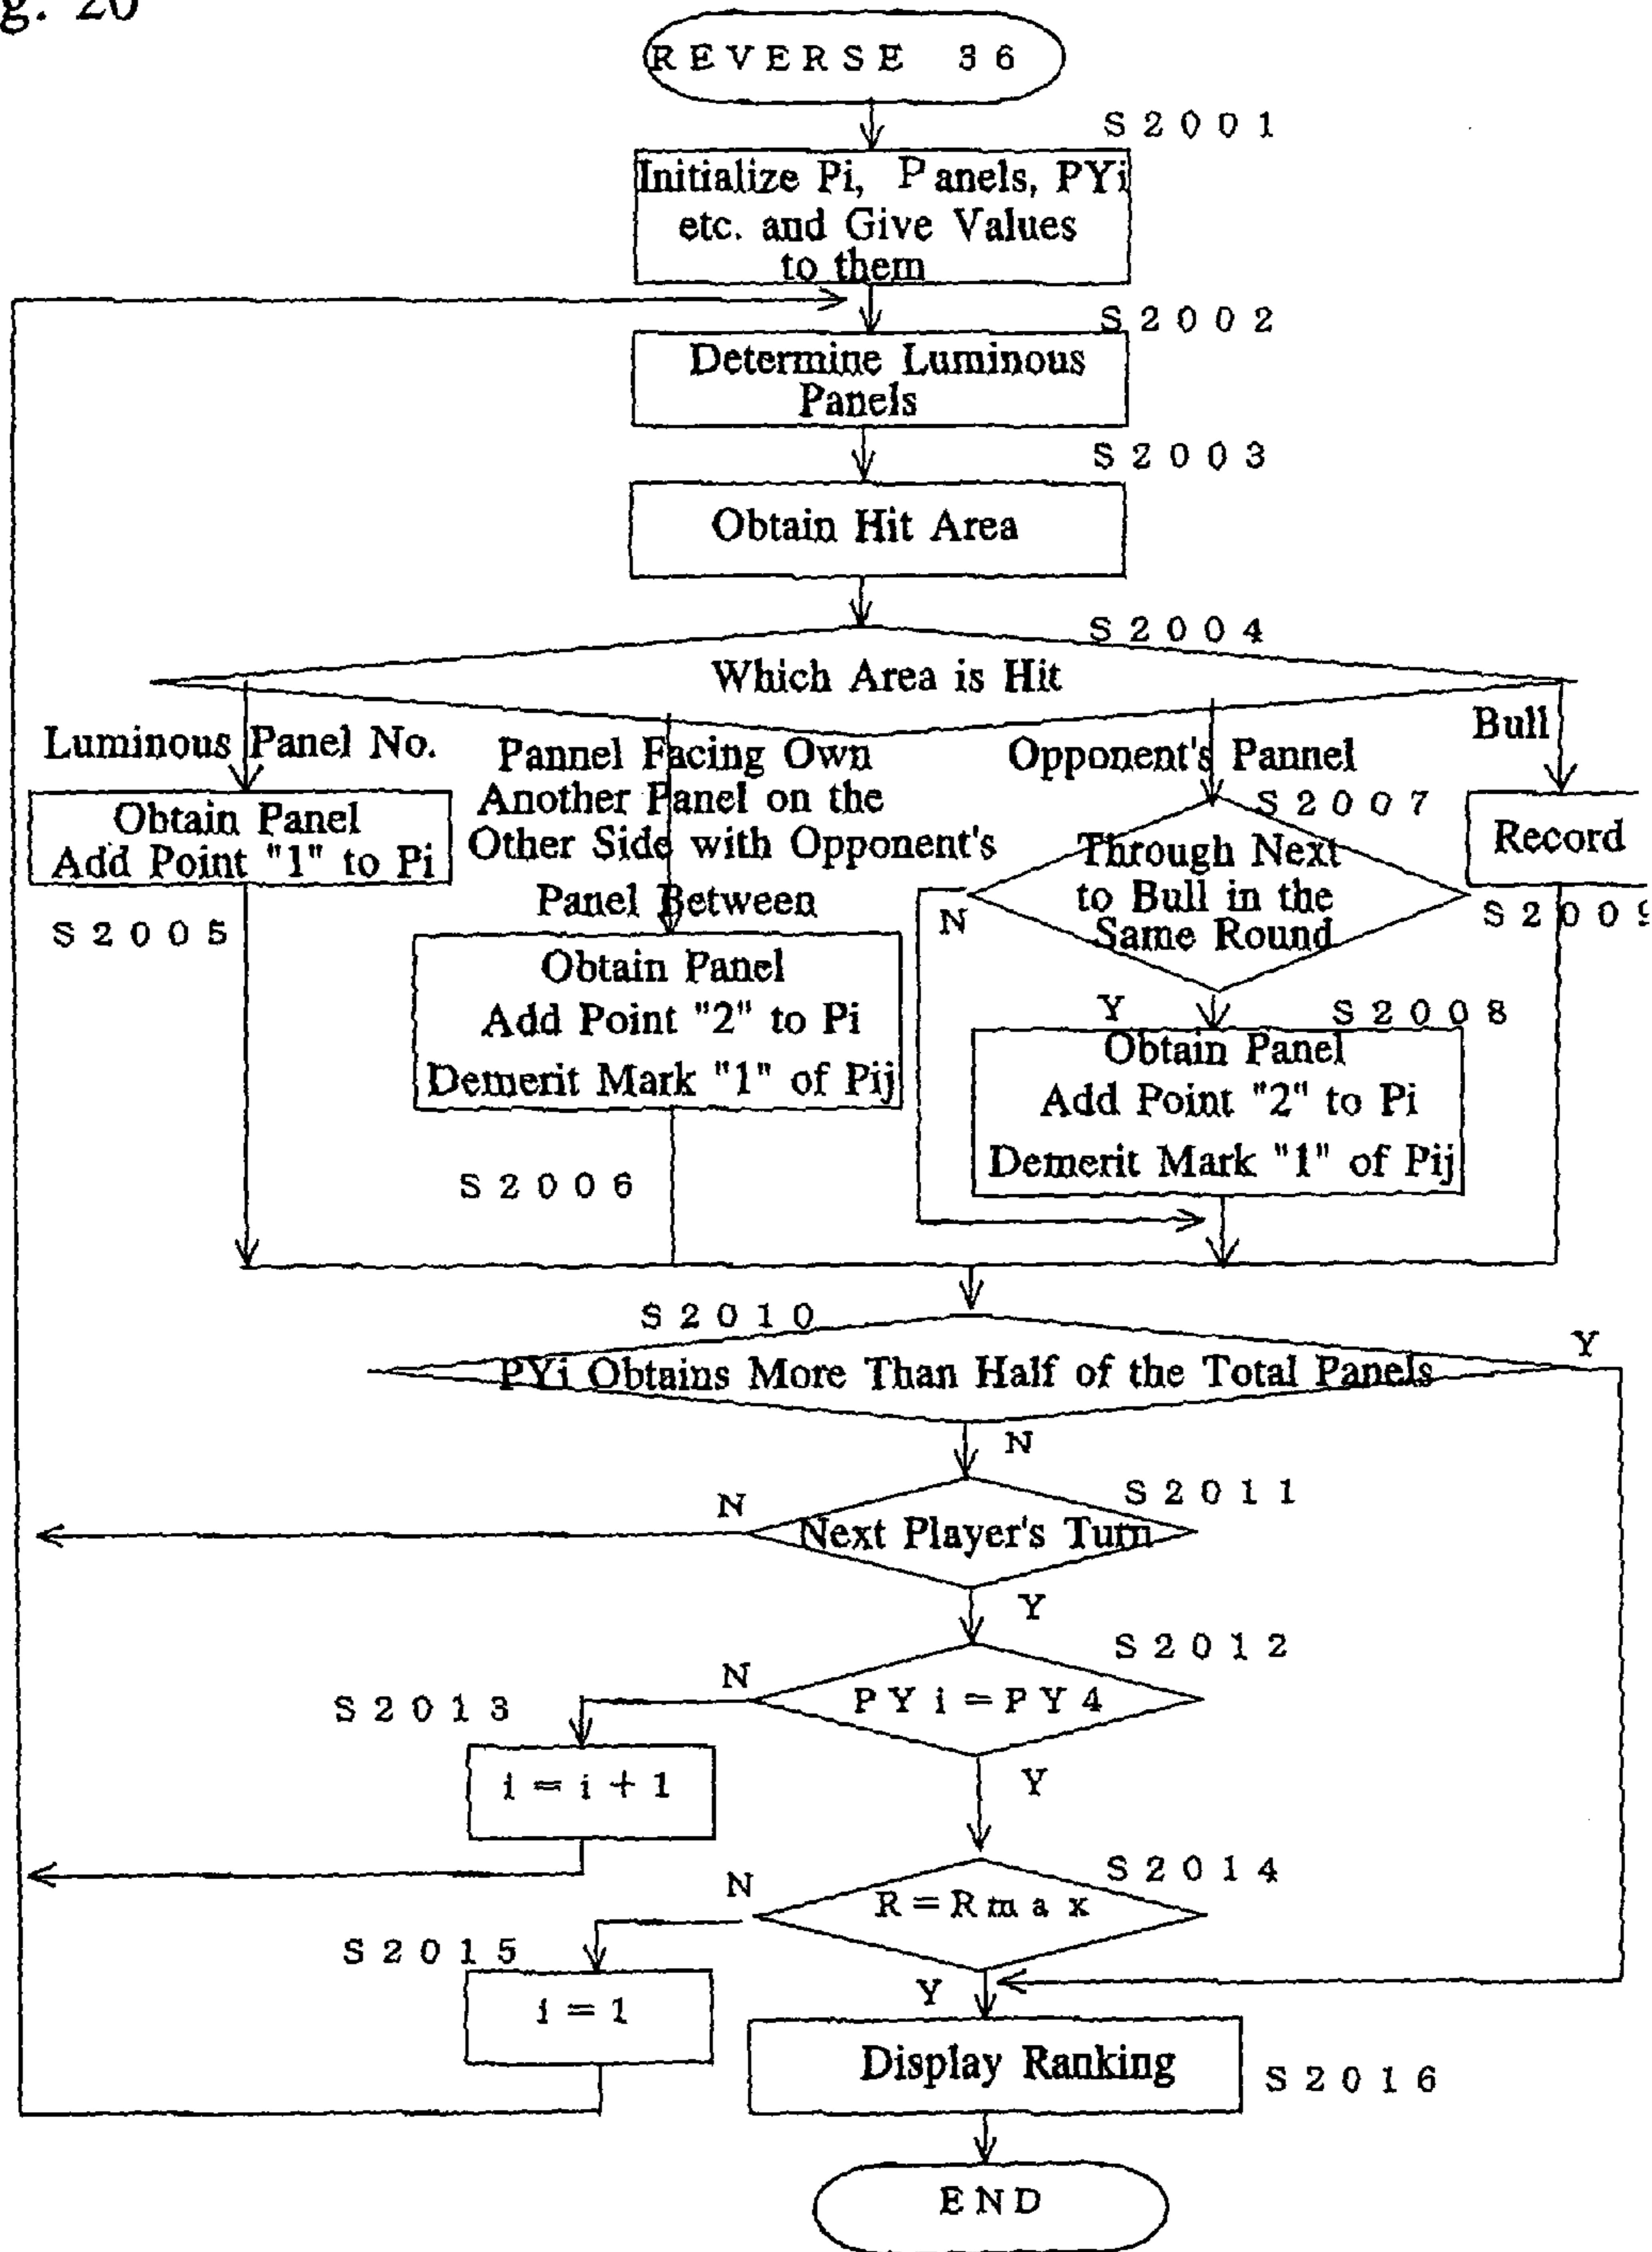 g. 20
REVERSE 36
S2001
Initialize Pi, Panels, PYi
etc. and Give Values
to them
S2002
Determine Luminous
Panels
S2003
Obtain Hit Area
S2004
Which Area is Hit
Luminous Panel No.
Pannel Facing Own
Another Panel on the
Other Side with Opponent's
Panel Between
Opponent's Pannel
Bull
Obtain Panel
Add Point "1" to Pi
S2005
S2007
Through Next
to Bull in the
Same Round
N
Y
Record
S2009
Obtain Panel
Add Point "2" to Pi
Demerit Mark "1" of Pij
S2006
S2008
Obtain Panel
Add Point "2" to Pi
Demerit Mark "1" of Pij
S2010
PYi Obtains More Than Half of the Total Panels
Y
N
S2011
N
Next Player's Turn
Y
S2012
N
PYi=PY4
S2013
i=i+1
Y
S2014
N
R=Rmax
S2015
i=1
Y
Display Ranking
S2016
END